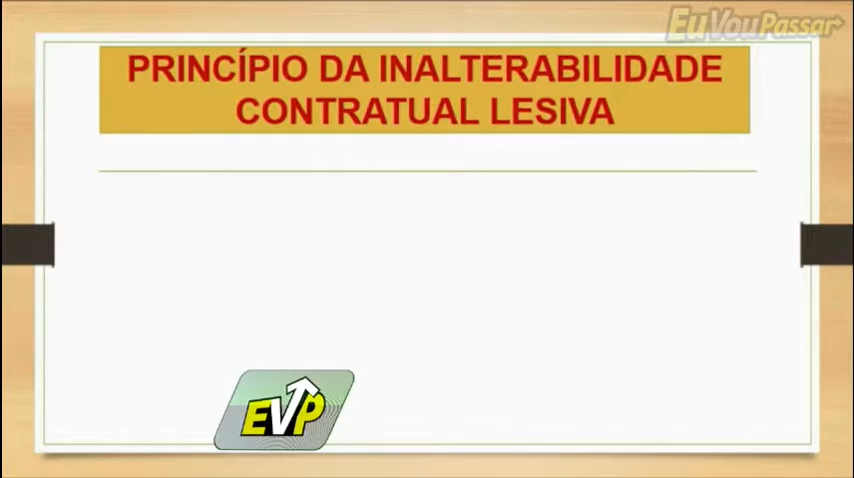 EuVouPassar
PRINCÍPIO DA INALTERABILIDADE
CONTRATUAL LESIVA
EVP